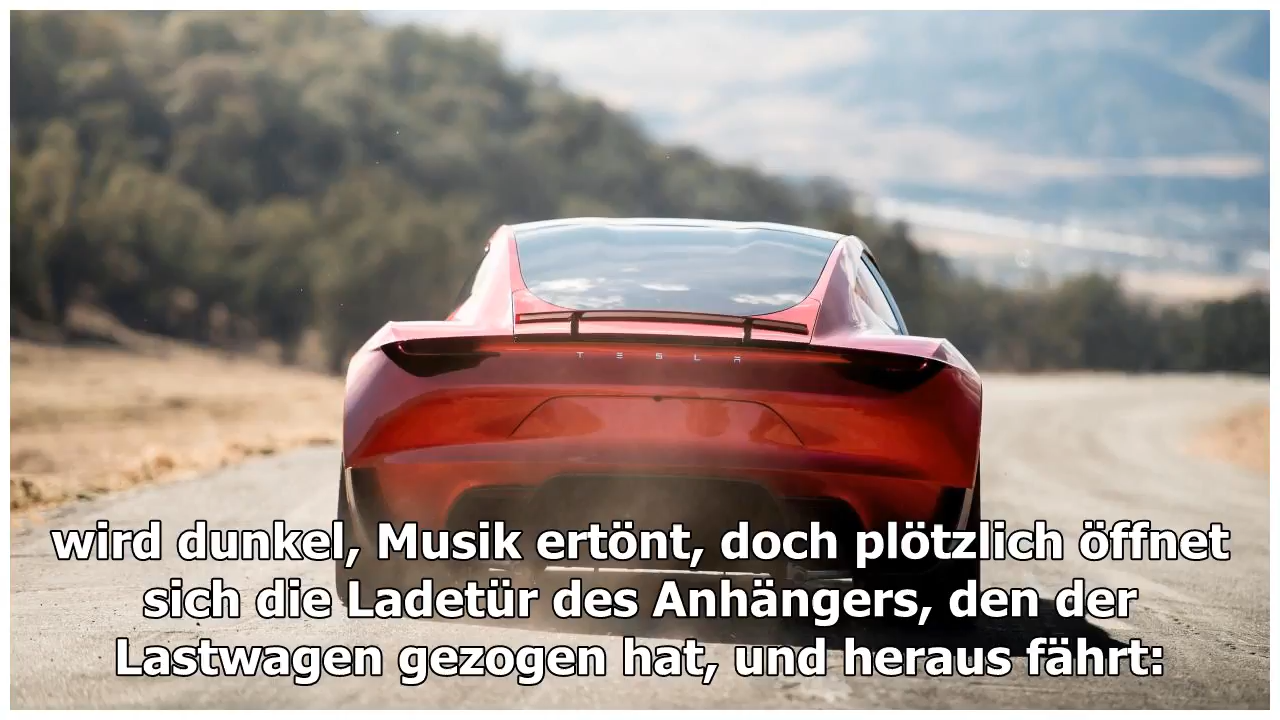 TESLA
wird dunkel, Musik ertönt, doch plötzlich öffnet
sich die Ladetür des Anhängers, den der
Lastwagen gezogen hat, und heraus fährt: